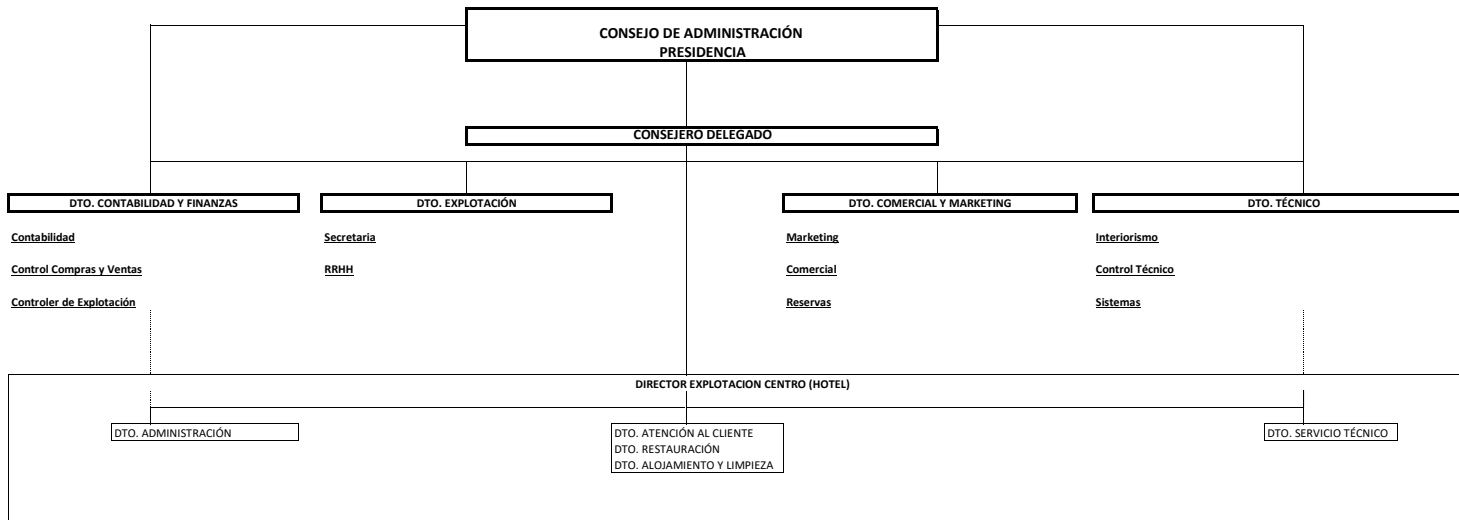 CONSEJO DE ADMINISTRACIÓN
PRESIDENCIA
CONSEJERO DELEGADO
DTO. CONTABILIDAD Y FINANZAS
DTO. EXPLOTACIÓN
DTO. COMERCIAL Y MARKETING
DTO. TÉCNICO
Contabilidad
Secretaria
Marketing
Interiorismo
Control Compras y Ventas
RRHH
Comercial
Control Técnico
Controler de Explotación
Reservas
Sistemas
DIRECTOR EXPLOTACION CENTRO (HOTEL)
DTO. ADMINISTRACIÓN
DTO. ATENCIÓN AL CLIENTE
DTO. RESTAURACIÓN
DTO. ALOJAMIENTO Y LIMPIEZA
DTO. SERVICIO TÉCNICO